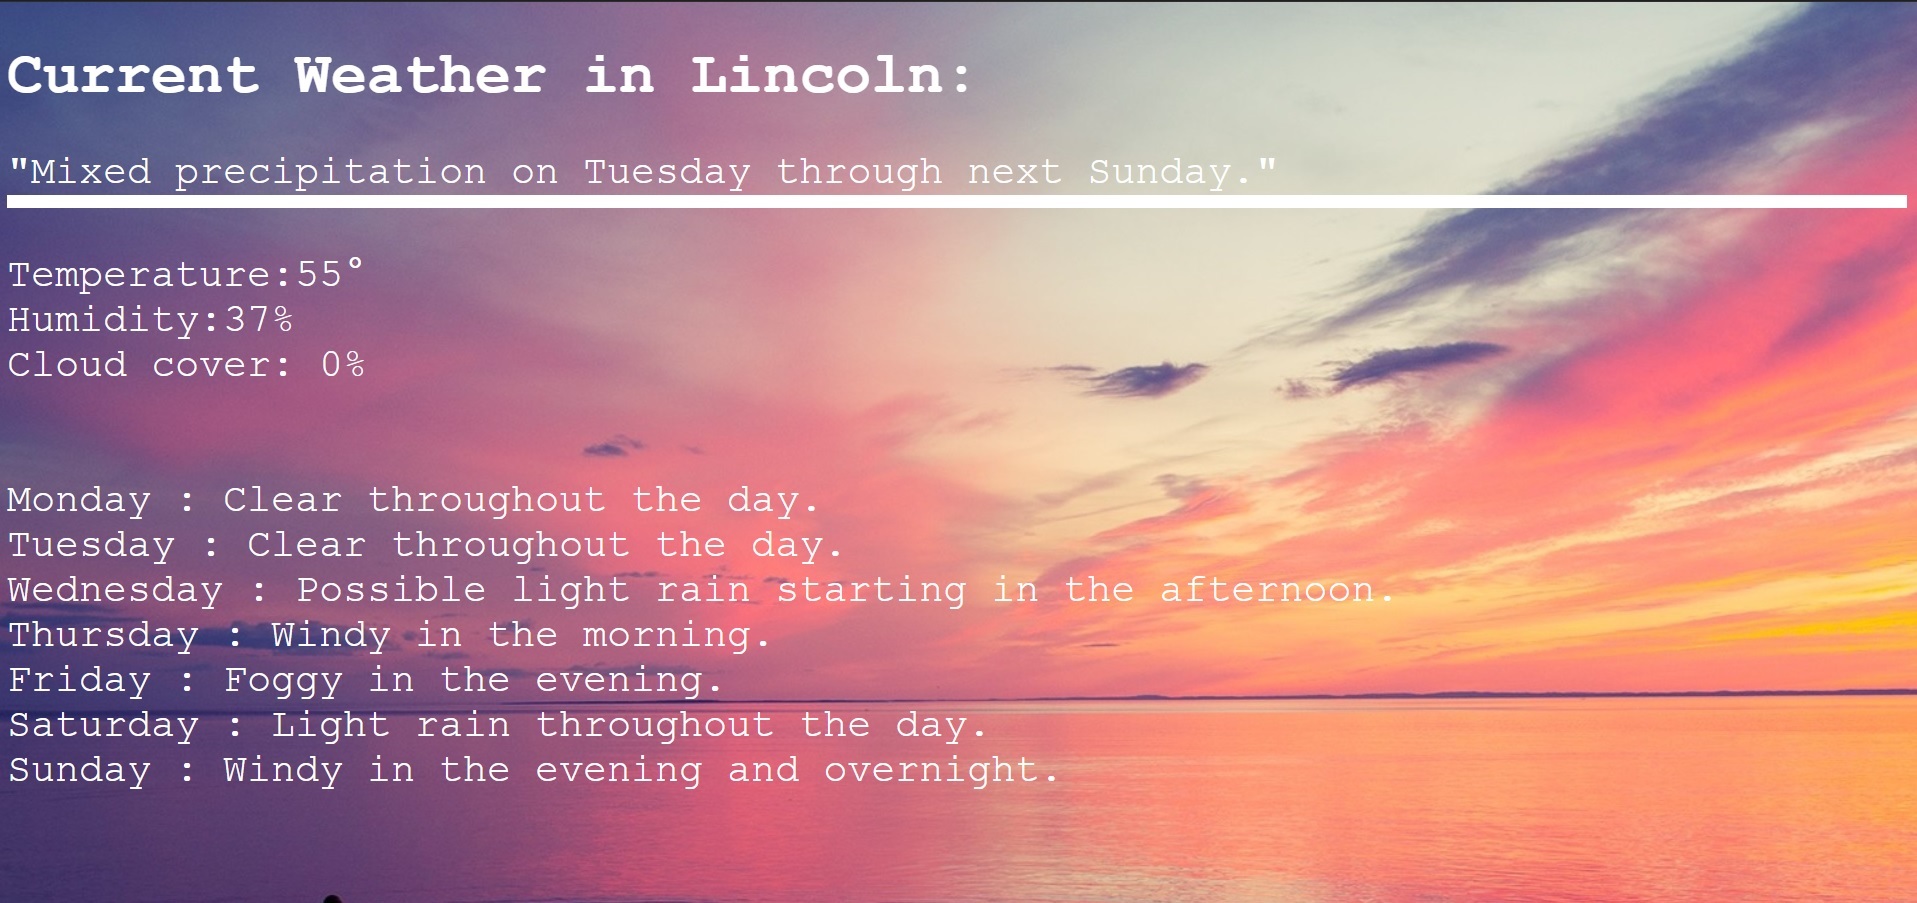 Current Weather in Lincoln:
"Mixed precipitation on Tuesday through next Sunday."
Temperature:55°
Humidity:37%
Cloud cover: 0%
Monday : Clear throughout the day.
Tuesday : Clear throughout the day.
Wednesday : Possible light rain starting in the afternoon.
Thursday : Windy in the morning.
Friday : Foggy in the evening.
Saturday : Light rain throughout the day.
Sunday : Windy in the evening and overnight.